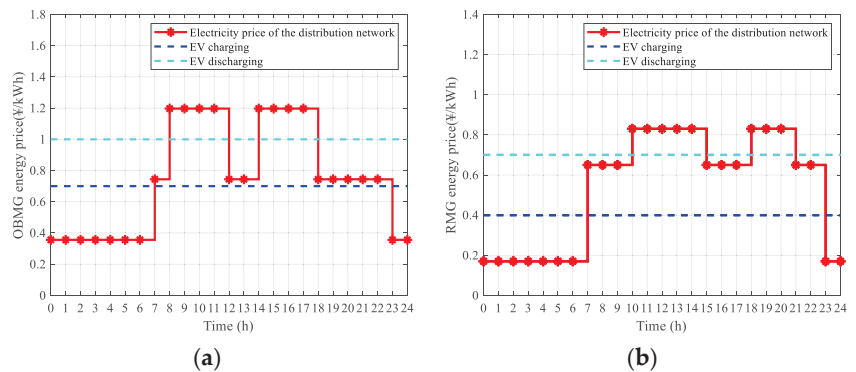 1.8
1.6
1.4
1.2
1
0.8
0.6
0.4
0.2
0
OBMG energy price(¥/kWh)
Electricity price of the distribution network
EV charging
EV discharging
0 1 2 3 4 5 6 7 8 9 10 11 12 13 14 15 16 17 18 19 20 21 22 23 24
Time (h)
(a)
1.4
1.2
1
0.8
0.6
0.4
0.2
0
RMG energy price(¥/kWh)
Electricity price of the distribution network
EV charging
EV discharging
0 1 2 3 4 5 6 7 8 9 10 11 12 13 14 15 16 17 18 19 20 21 22 23 24
Time (h)
(b)